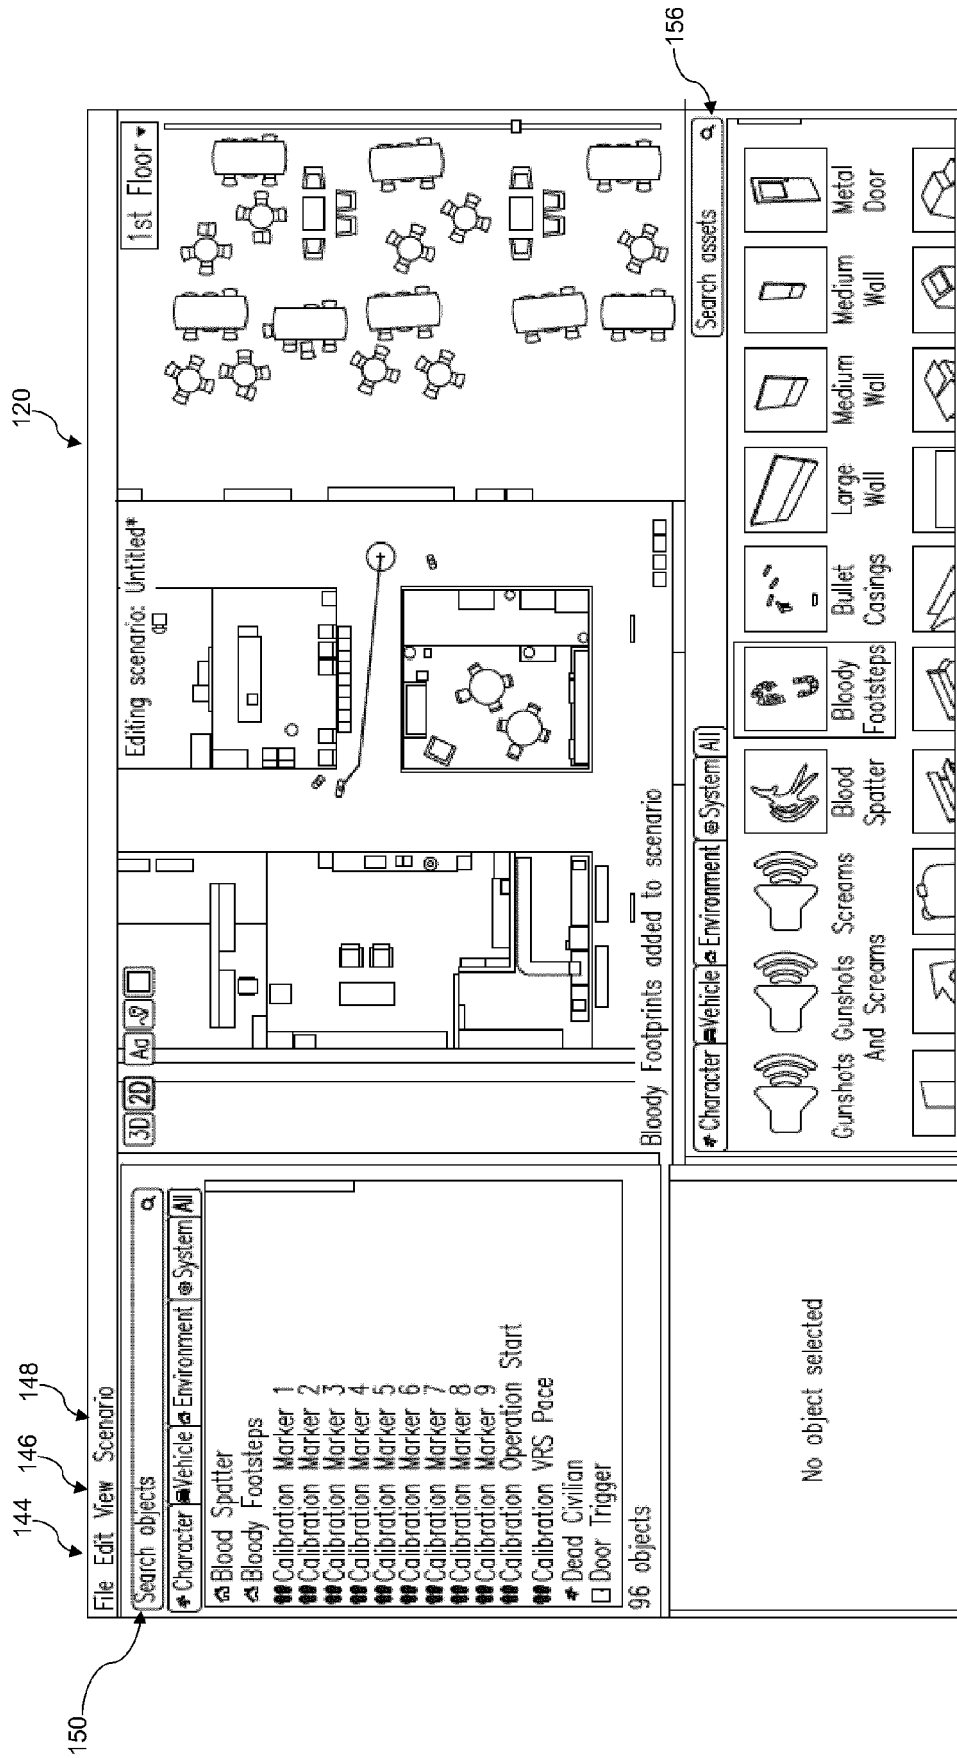 120
144
146
148
File Edit View Scenario
150
Search objects
Character Vehicle Environment System All
Blood Spatter
Bloody Footsteps
Calibration Marker 1
Calibration Marker 2
Calibration Marker 3
Calibration Marker 4
Calibration Marker 5
Calibration Marker 6
Calibration Marker 7
Calibration Marker 8
Calibration Marker 9
Calibration Operation Start
Calibration VRS Pace
Dead Civilian
Door Trigger
96 objects
No object selected
3D 2D Ad
Editing scenario: Untitled*
1st Floor
Bloody Footprints added to scenario
156
Character Vehicle Environment System All
Search assets
Gunshots
Gunshots And Screams
Screams
Blood Spatter
Bloody Footsteps
Bullet Casings
Large Wall
Medium Wall
Medium Wall
Metal Door